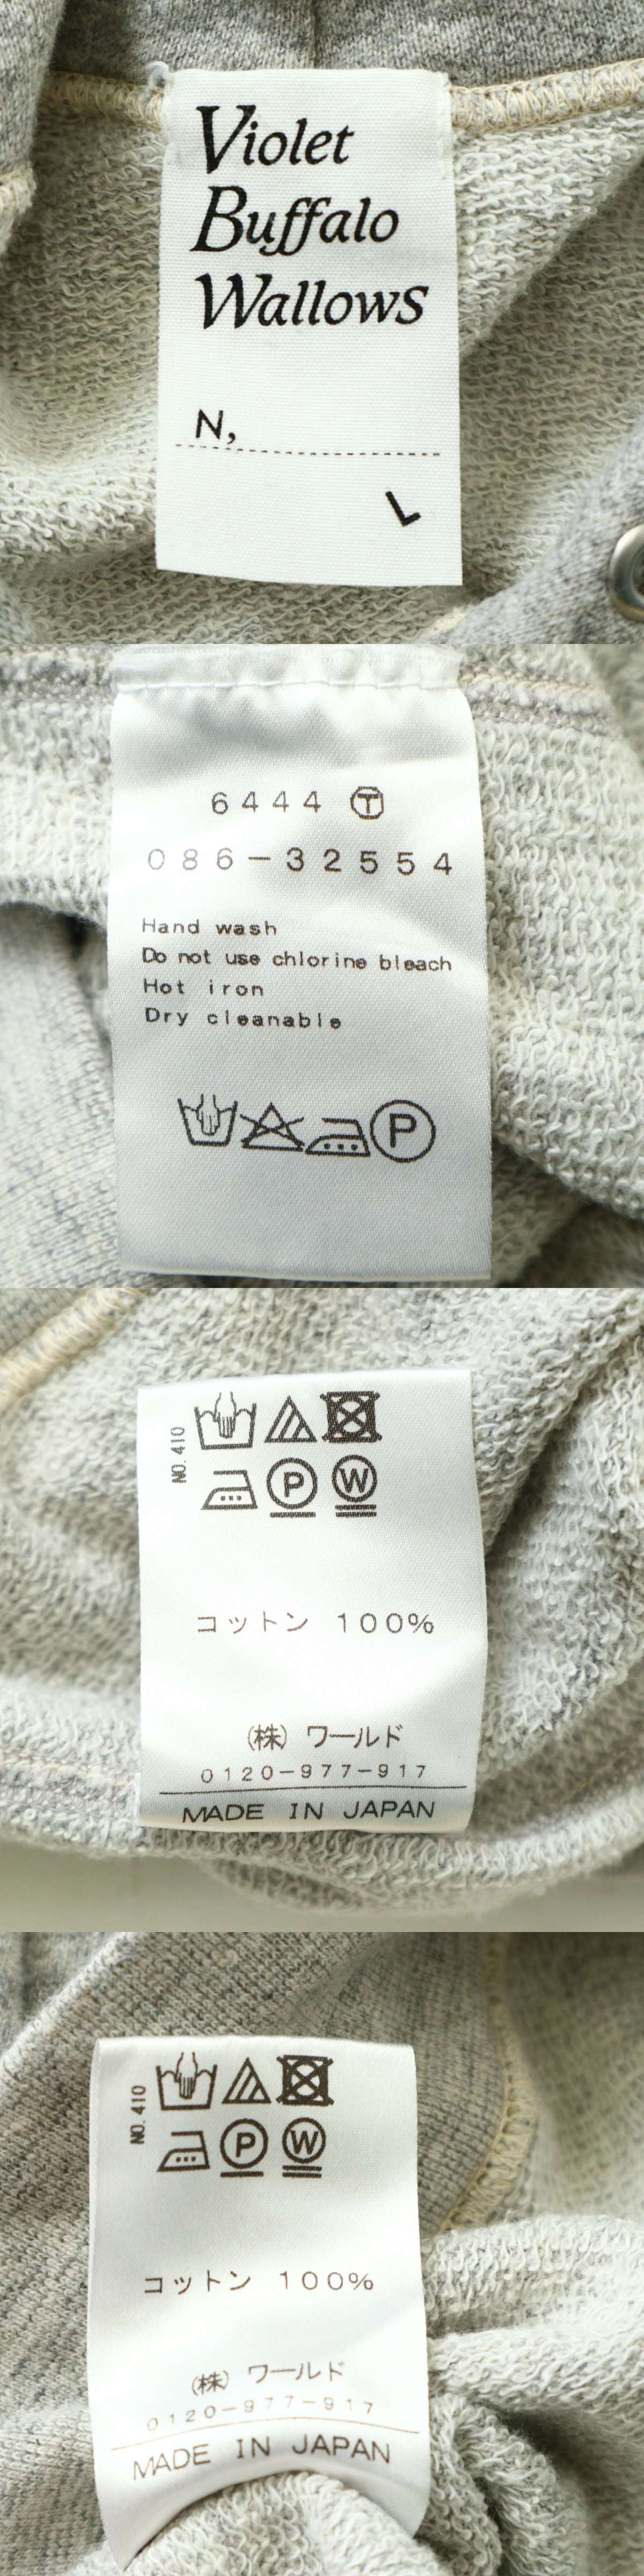 Violet
Buffalo
Wallows
N,
L
6444 Ⓣ
086-32554
Hand wash
Do not use chlorine bleach
Hot iron
Dry cleanable
P
NO.410
P W
コットン 100%
(株) ワールド
0120-977-917
MADE IN JAPAN
NO.410
P W
コットン 100%
(株) ワールド
0120-977-917
MADE IN JAPAN